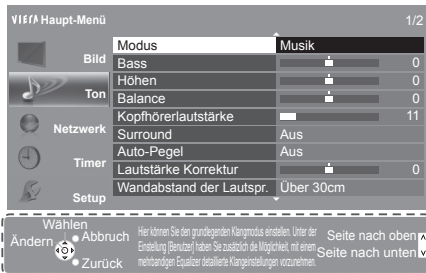 VIErA Haupt-Menü 1/2
Bild
Ton
Netzwerk
Timer
Setup
Modus Musik
Bass 0
Höhen 0
Balance 0
Kopfhörerlautstärke 11
Surround Aus
Auto-Pegel Aus
Lautstärke Korrektur 0
Wandabstand der Lautspr. Über 30cm
Wählen
Ändern
Abbruch
Zurück
Hier können Sie den grundlegenden Klangmodus einstellen. Unter der
Einstellung [Benutzer] haben Sie zusätzlich die Möglichkeit, mit einem
mehrbandigen Equalizer detaillierte Klangeinstellungen vorzunehmen.
Seite nach oben
Seite nach unten